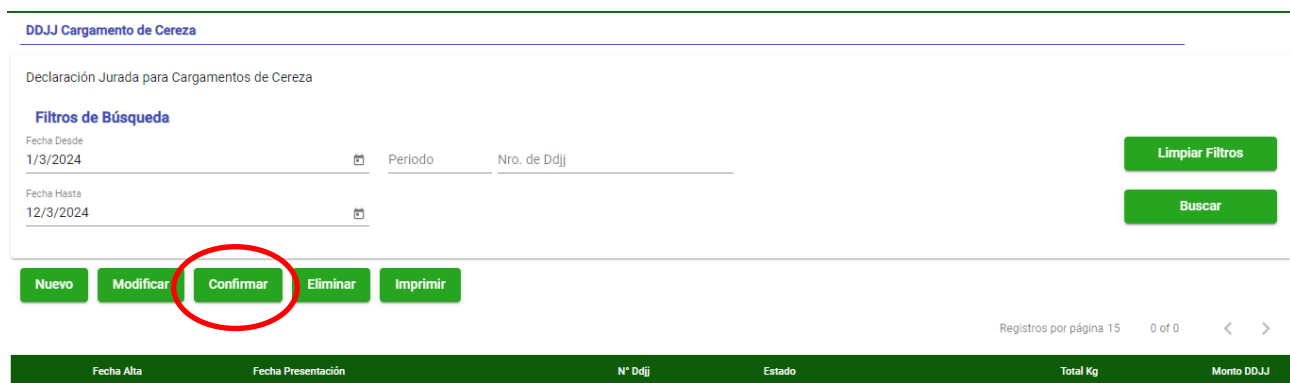 DDJJ Cargamento de Cereza
Declaración Jurada para Cargamentos de Cereza
Filtros de Búsqueda
Fecha Desde
1/3/2024 Periodo Nro. de Ddjj Limpiar Filtros
Fecha Hasta
12/3/2024 Buscar
Nuevo Modificar Confirmar Eliminar Imprimir
Registros por página 15 0 of 0
Fecha Alta Fecha Presentación N° Ddjj Estado Total Kg Monto DDJJ